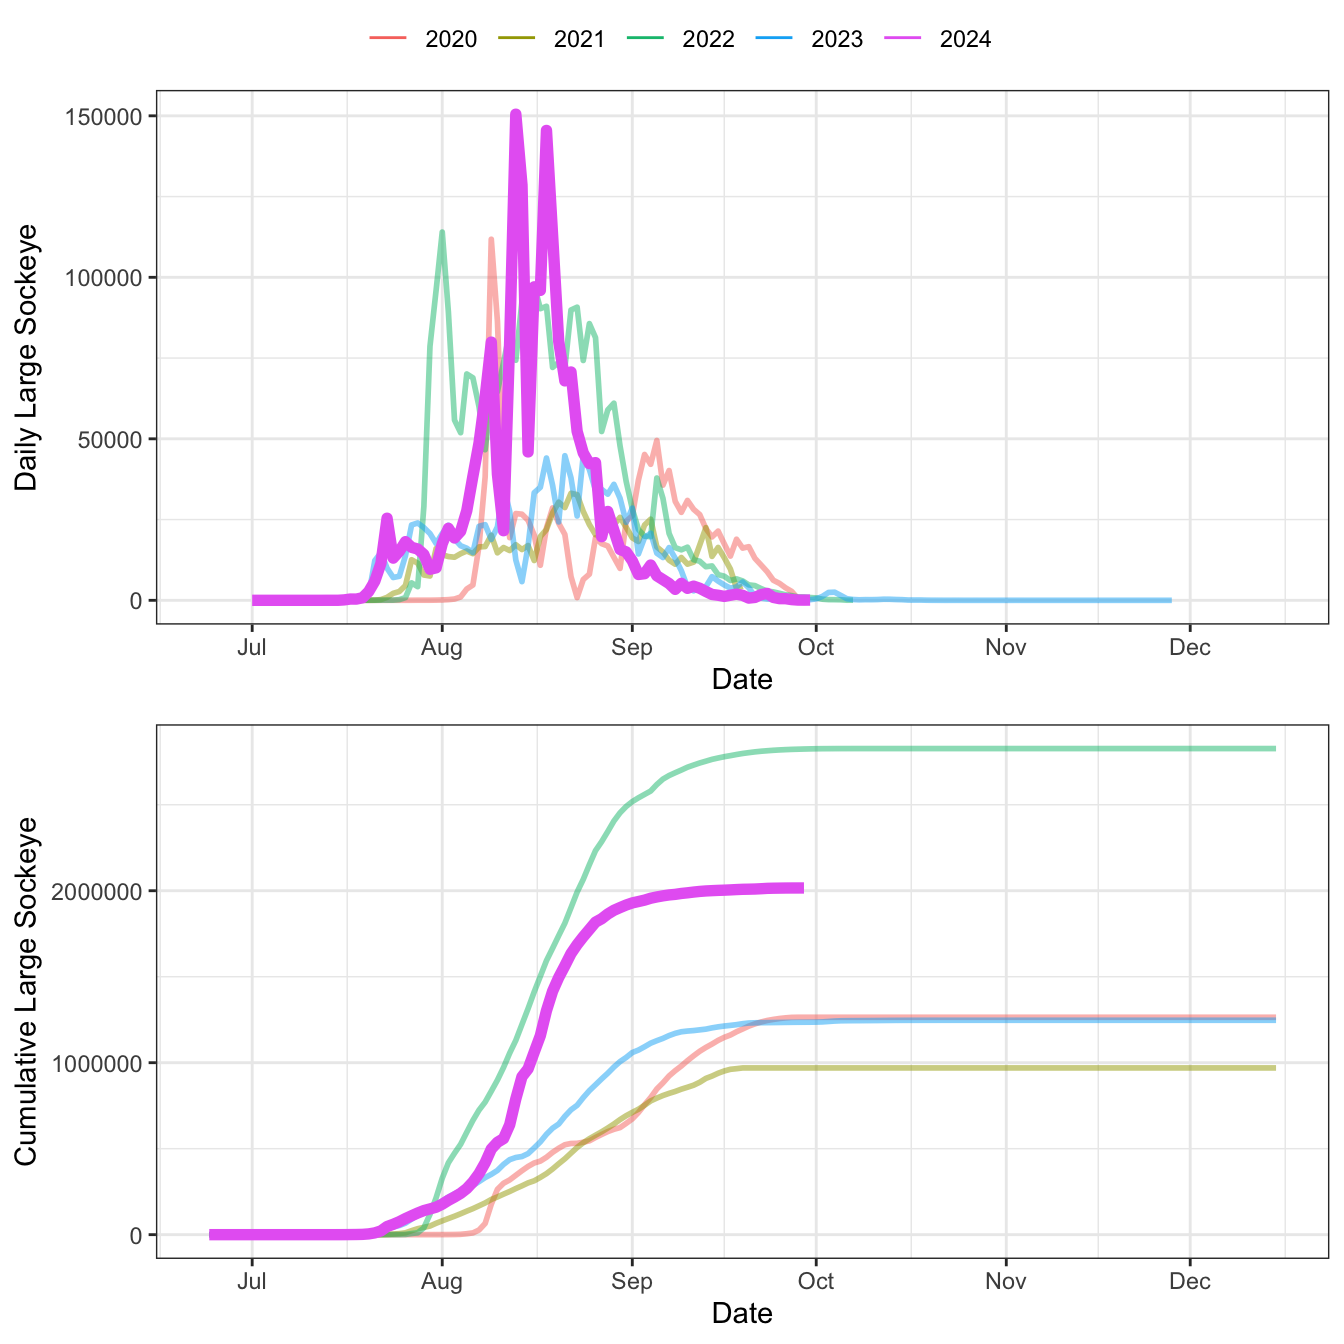 2020 2021 2022 2023 2024
150000
100000
50000
0
Daily Large Sockeye
Jul Aug Sep Oct Nov Dec
Date
2000000
1000000
0
Cumulative Large Sockeye
Jul Aug Sep Oct Nov Dec
Date